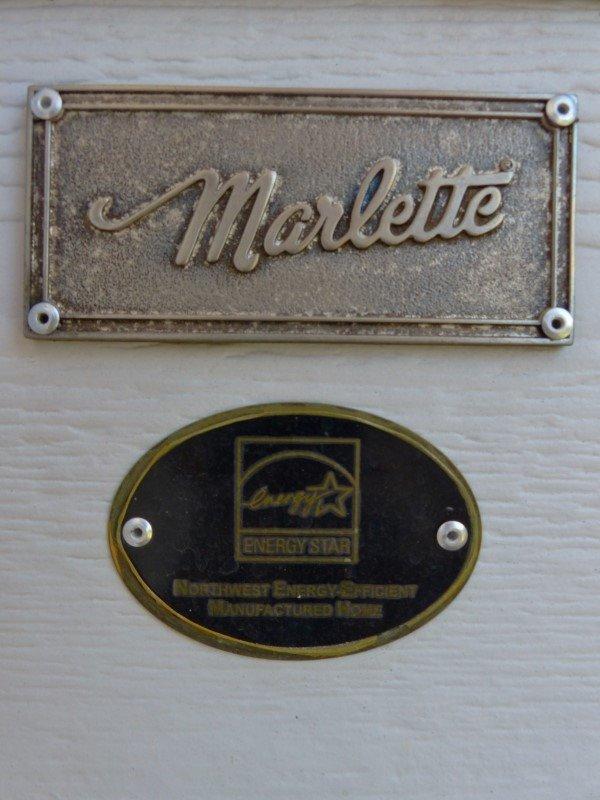 Marlette®
energy
ENERGY STAR
NORTHWEST ENERGY-EFFICIENT
MANUFACTURED HOME